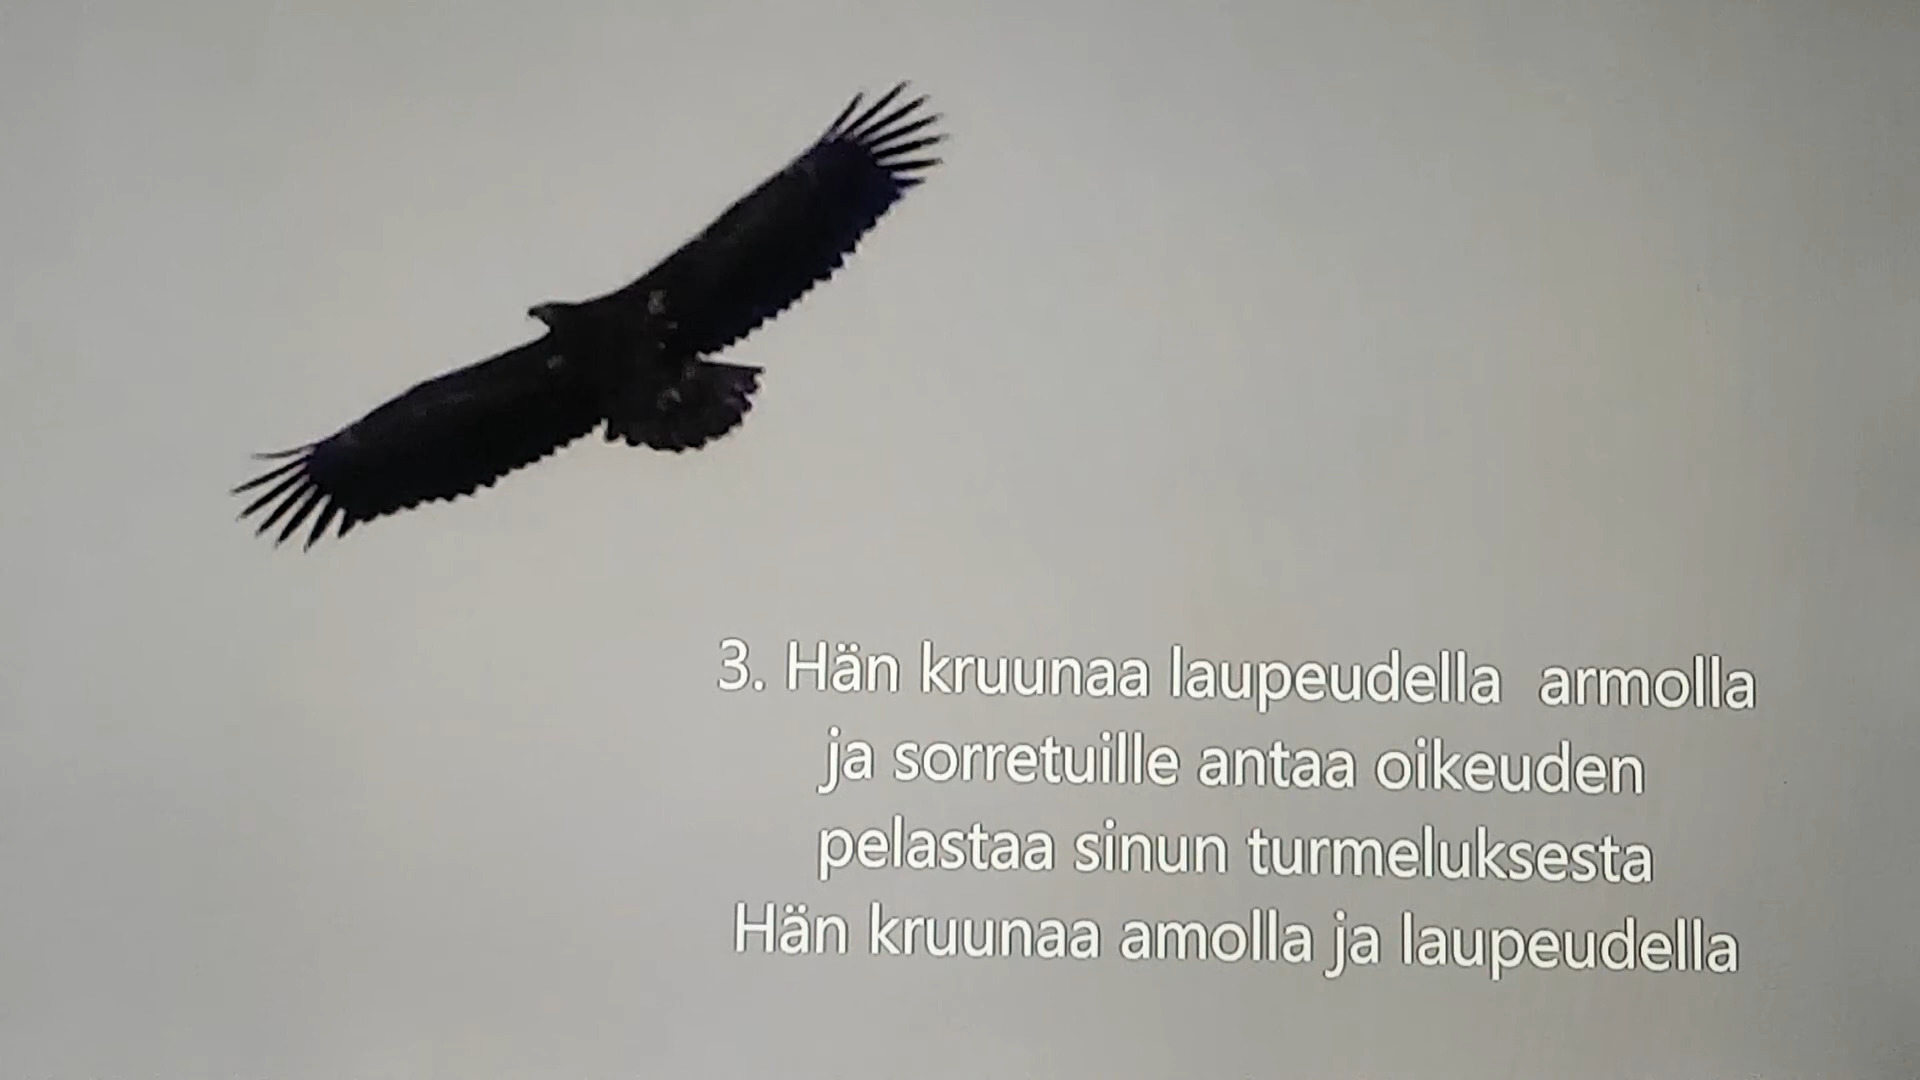 3. Hän kruunaa laupeudella armolla
ja sorretuille antaa oikeuden
pelastaa sinun turmeluksesta
Hän kruunaa amolla ja laupeudella